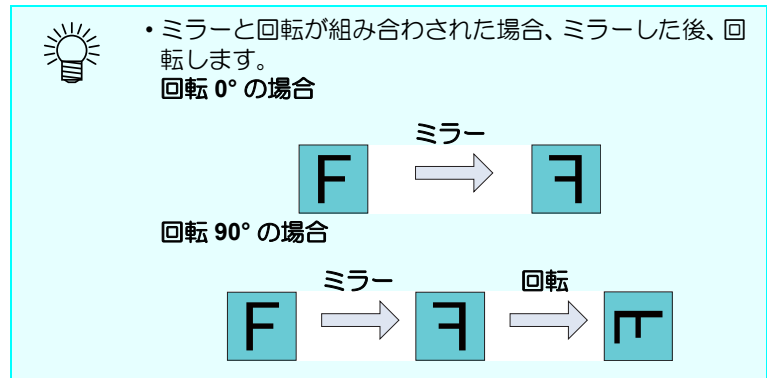 ・ミラーと回転が組み合わされた場合、ミラーした後、回
転します。
回転 0° の場合
ミラー
F F
回転 90° の場合
ミラー 回転
F F F